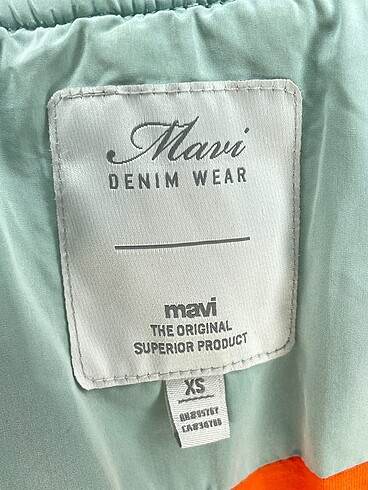 Mavi
DENIM WEAR
mavi
THE ORIGINAL
SUPERIOR PRODUCT
XS